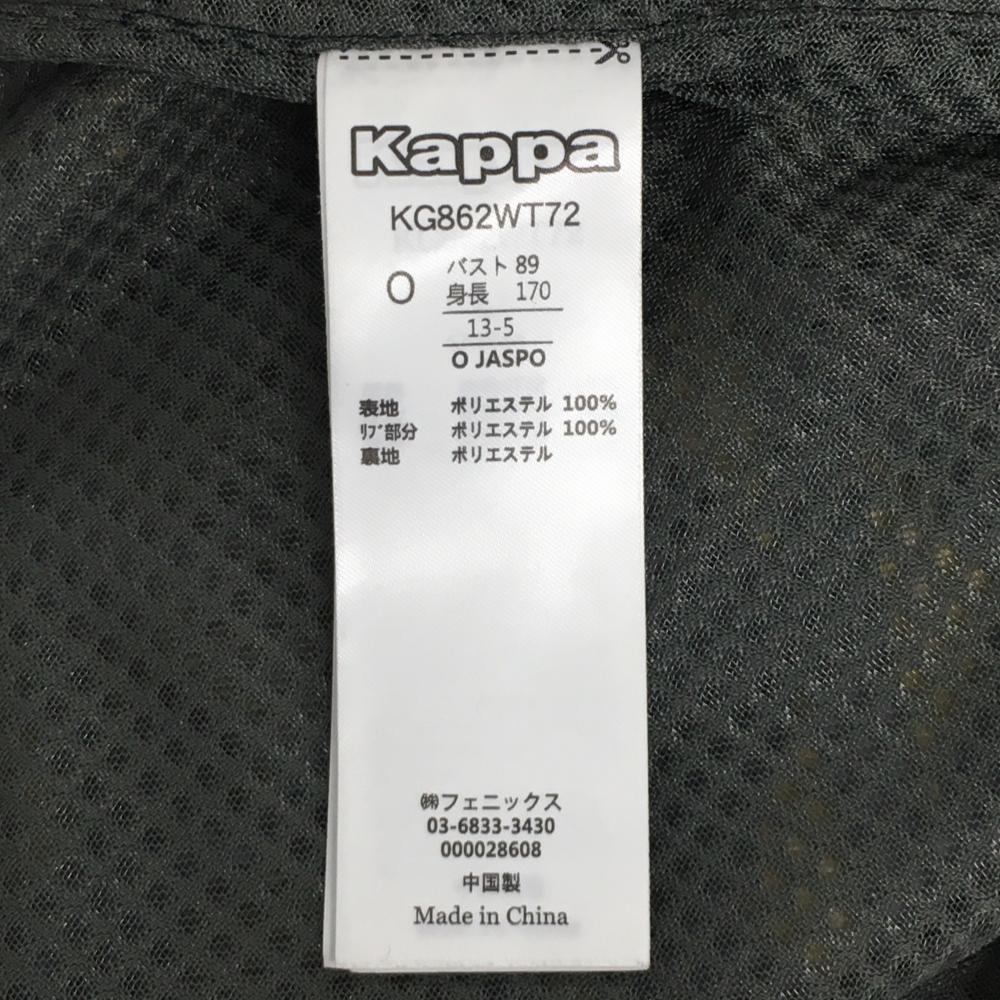 Kappa
KG862WT72
O
バスト 89
身長 170
13-5
O JASPO
表地 ポリエステル 100%
ﾘﾌﾞ部分 ポリエステル 100%
裏地 ポリエステル
㈱フェニックス
03-6833-3430
000028608
中国製
Made in China